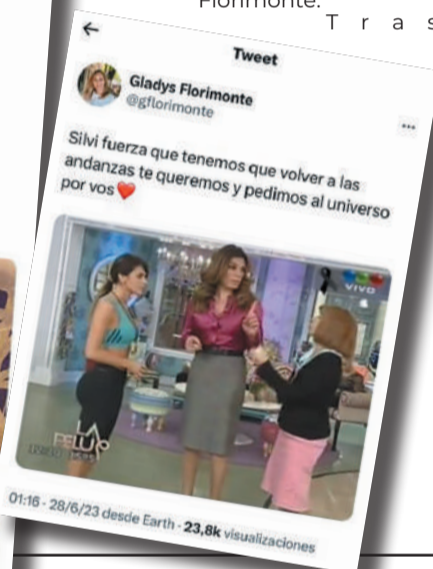 Florimonte.
T r a s
Tweet
Gladys Florimonte
@gflorimonte
Silvi fuerza que tenemos que volver a las
andanzas te queremos y pedimos al universo
por vos❤️
VIVO
LA
PELU
01:16 · 28/6/23 desde Earth · 23,8k visualizaciones